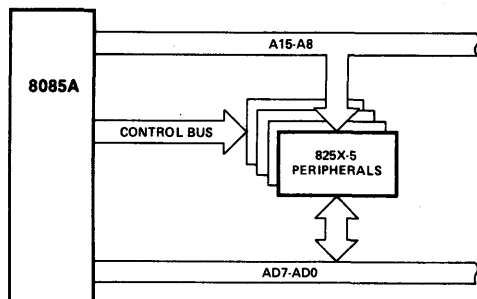 A15-A8
8085A
CONTROL BUS
825X-5
PERIPHERALS
AD7-AD0